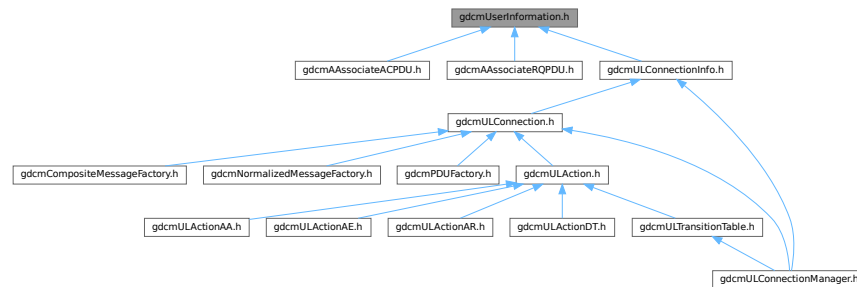 gdcmUserInformation.h
gdcmAAssociateACPDU.h
gdcmAAssociateRQPDU.h
gdcmULConnectionInfo.h
gdcmULConnection.h
gdcmCompositeMessageFactory.h
gdcmNormalizedMessageFactory.h
gdcmPDUFactory.h
gdcmULAction.h
gdcmULActionAA.h
gdcmULActionAE.h
gdcmULActionAR.h
gdcmULActionDT.h
gdcmULTransitionTable.h
gdcmULConnectionManager.h